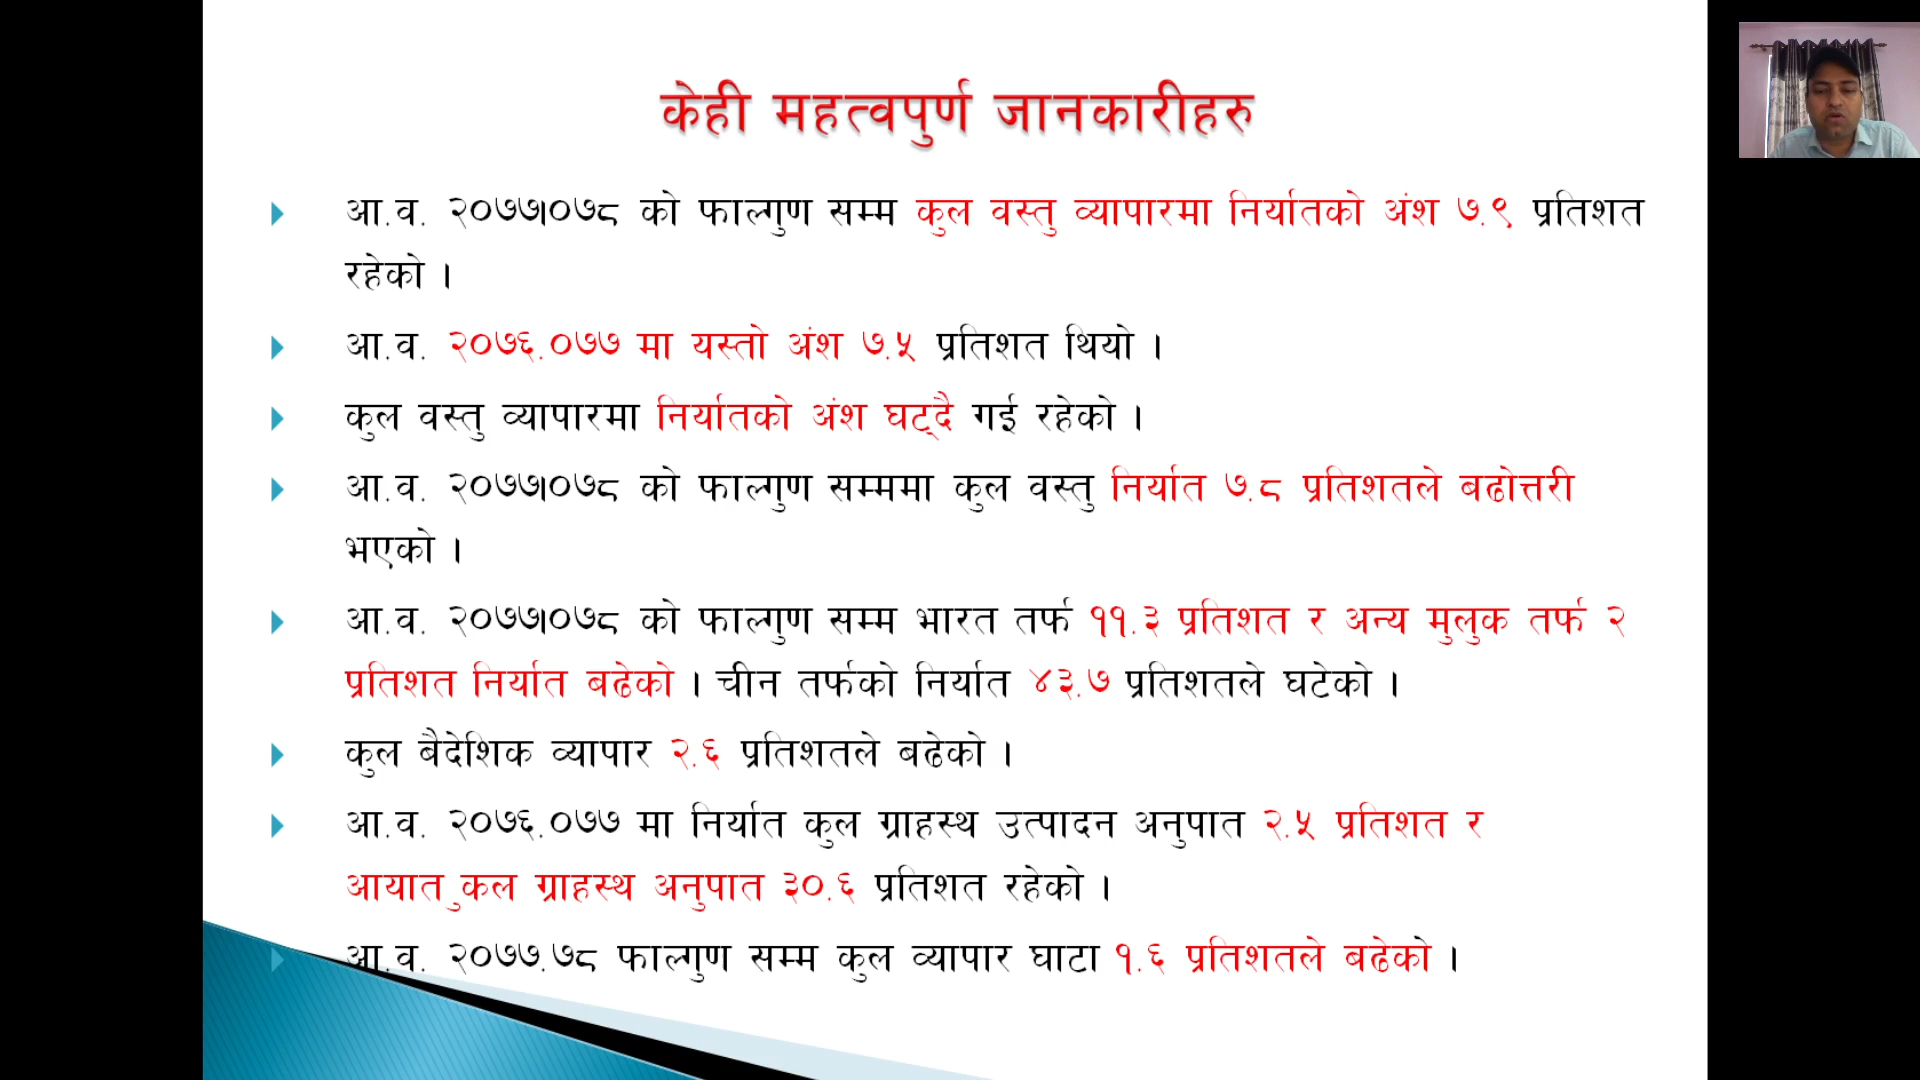 केही महत्वपुर्ण जानकारीहरु
आ.व. २०७७।०७८ को फाल्गुण सम्म कुल वस्तु व्यापारमा निर्यातको अंश ७.९ प्रतिशत
रहेको ।
आ.व. २०७६.०७७ मा यस्तो अंश ७.५ प्रतिशत थियो ।
कुल वस्तु व्यापारमा निर्यातको अंश घट्दै गई रहेको ।
आ.व. २०७७।०७८ को फाल्गुण सम्ममा कुल वस्तु निर्यात ७.८ प्रतिशतले बढोत्तरी
भएको ।
आ.व. २०७७।०७८ को फाल्गुण सम्म भारत तर्फ ११.३ प्रतिशत र अन्य मुलुक तर्फ २
प्रतिशत निर्यात बढेको । चीन तर्फको निर्यात ४३.७ प्रतिशतले घटेको ।
कुल बैदेशिक व्यापार २.६ प्रतिशतले बढेको ।
आ.व. २०७६.०७७ मा निर्यात कुल ग्राहस्थ उत्पादन अनुपात २.५ प्रतिशत र
आयात ुकल ग्राहस्थ अनुपात ३०.६ प्रतिशत रहेको ।
आ.व. २०७७.७८ फाल्गुण सम्म कुल व्यापार घाटा १.६ प्रतिशतले बढेको ।